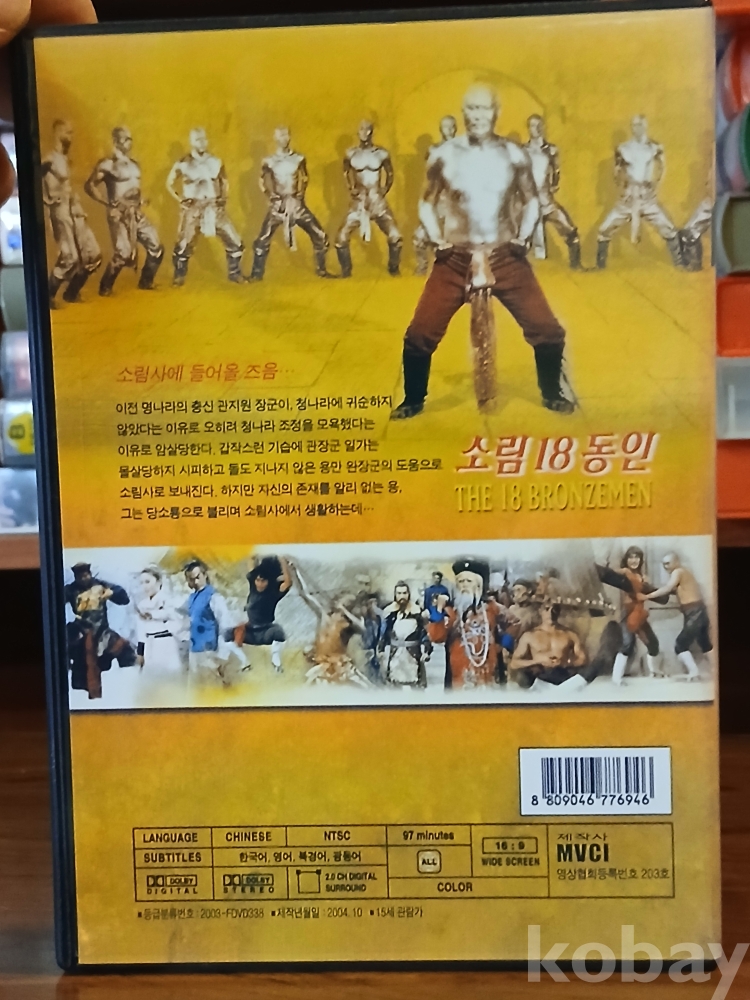 소림사에 들어올 즈음…
이전 명나라의 충신 관지원 장군이, 청나라에 귀순하지
않았다는 이유로 오히려 청나라 조정을 모욕했다는
이유로 암살당한다. 갑작스런 기습에 관장군 일가는
몰살당하지 시피하고 돌도 지나지 않은 용만 완장군의 도움으로
소림사로 보내진다. 하지만 자신의 존재를 알리 없는 용,
그는 당소룡으로 불리며 소림사에서 생활하는데…
소림 18 동인
THE 18 BRONZEMEN
8 809046 776946
LANGUAGE CHINESE NTSC 97 minutes
SUBTITLES 한국어, 영어, 북경어, 광동어
ALL
16 : 9
WIDE SCREEN
DOLBY DIGITAL
DOLBY STEREO
2.0 CH DIGITAL SURROUND
COLOR
제작사
MVCI
영상협회등록번호 203호
■등급분류번호 : 2003-FDVD338 ■제작년월일 : 2004.10 ■15세 관람가
kobay